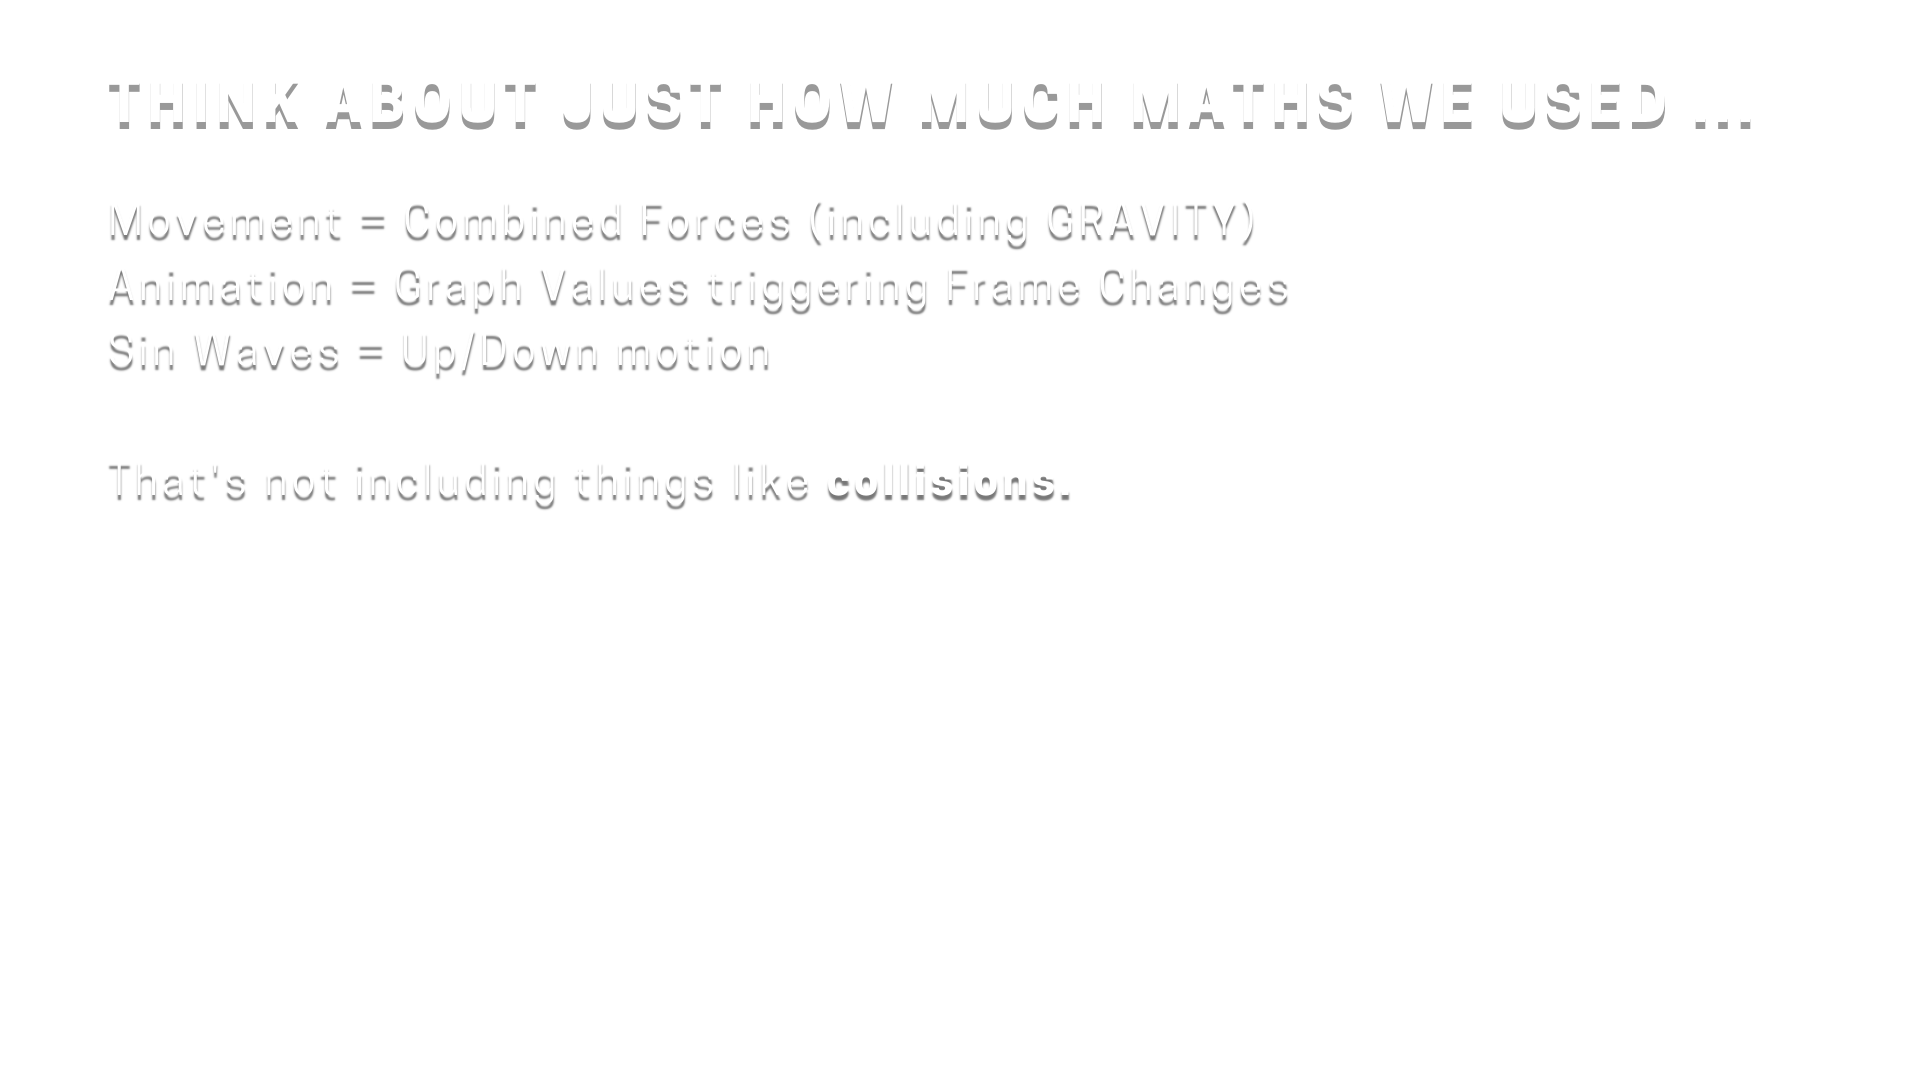 THINK ABOUT JUST HOW MUCH MATHS WE USED ...
Movement = Combined Forces (including GRAVITY)
Animation = Graph Values triggering Frame Changes
Sin Waves = Up/Down motion
That's not including things like collisions.